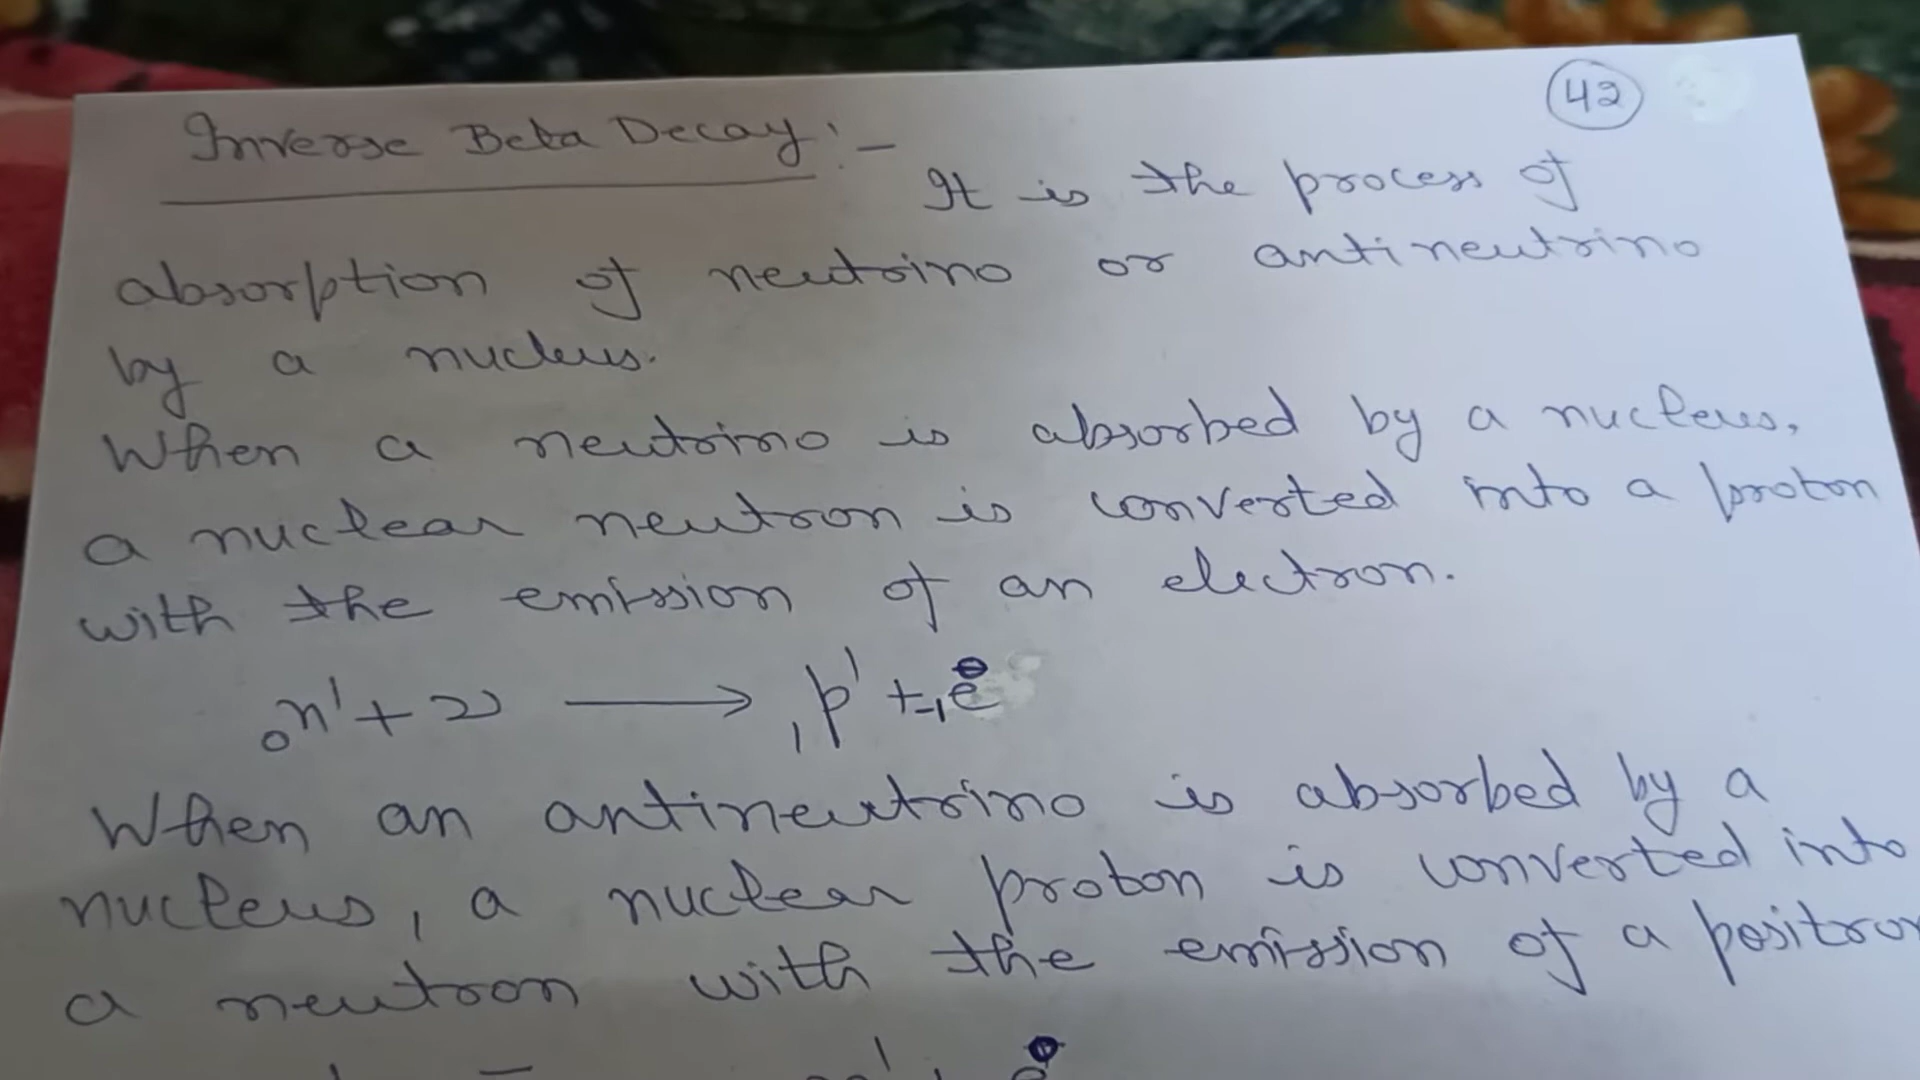 42
Inverse Beta Decay :-
It is the process of
absorption of neutrino or antineutrino
by a nucleus.
When a neutrino is absorbed by a nucleus,
a nuclear neutron is converted into a proton
with the emission of an electron.
₀n¹ + ν ⟶ ₁p¹ + ₋₁e⁰
When an antineutrino is absorbed by a
nucleus, a nuclear proton is converted into
a neutron with the emission of a positron